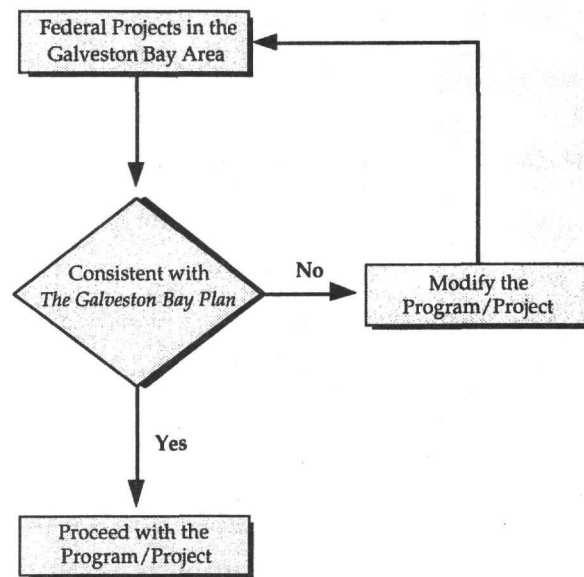 Federal Projects in the
Galveston Bay Area
Consistent with
The Galveston Bay Plan
No
Modify the
Program/Project
Yes
Proceed with the
Program/Project